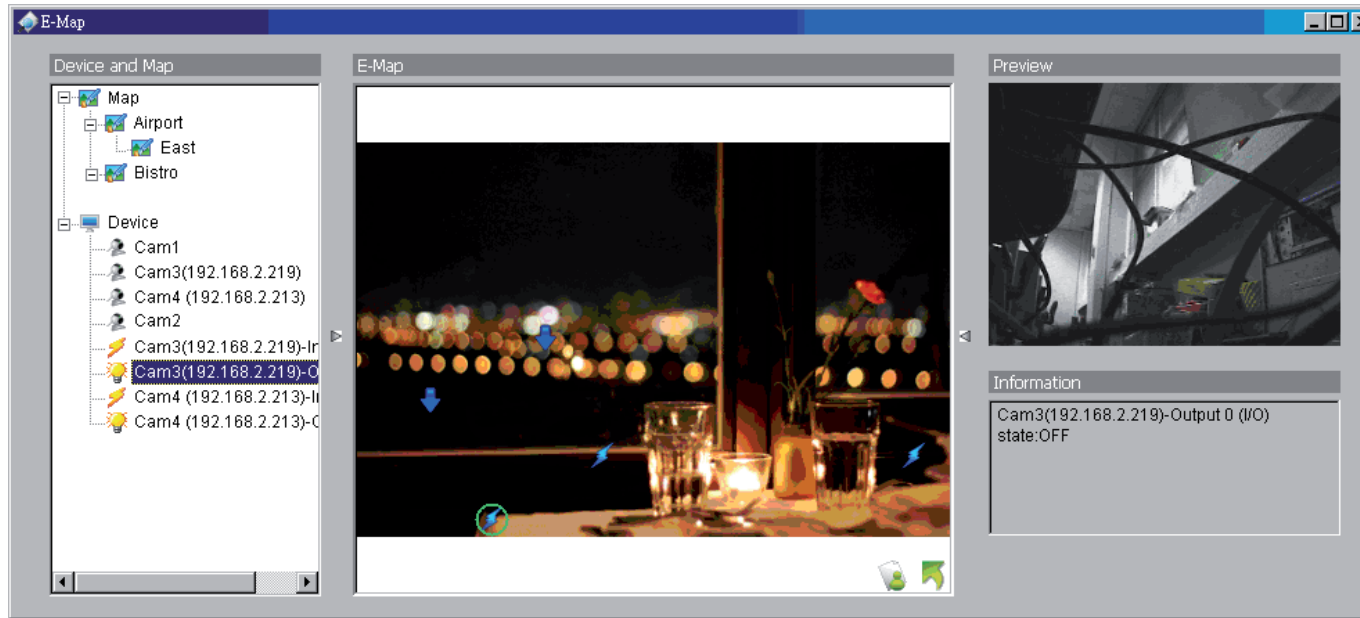 E-Map
Device and Map
Map
Airport
East
Bistro
Device
Cam1
Cam3(192.168.2.219)
Cam4 (192.168.2.213)
Cam2
Cam3(192.168.2.219)-In
Cam3(192.168.2.219)-O
Cam4 (192.168.2.213)-In
Cam4 (192.168.2.213)-O
E-Map
Preview
Information
Cam3(192.168.2.219)-Output 0 (I/O)
state:OFF